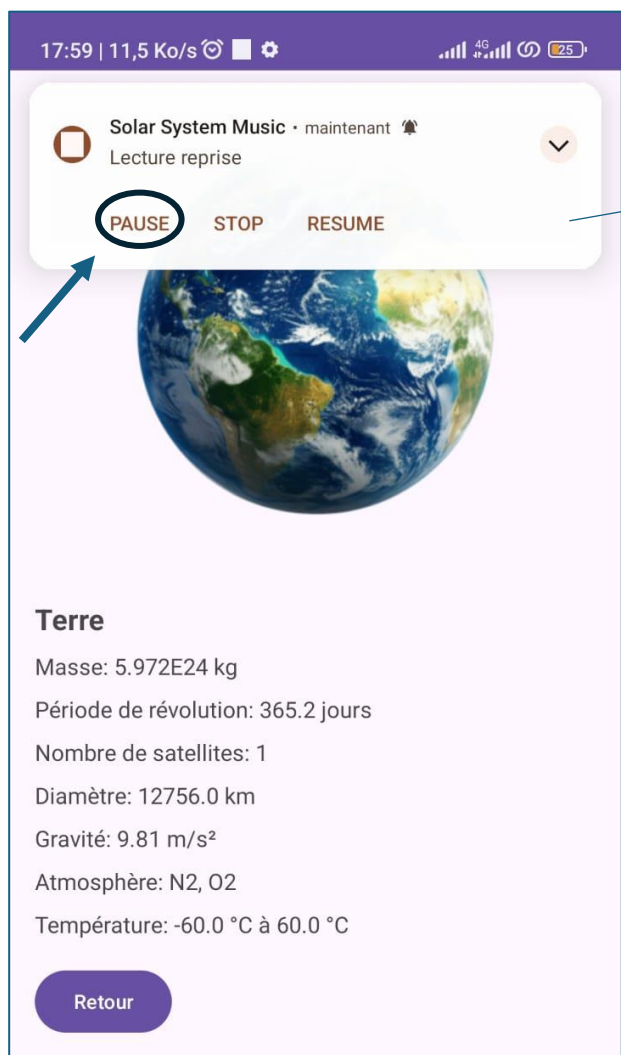 17:59 | 11,5 Ko/s 4G 25
Solar System Music • maintenant
Lecture reprise
PAUSE STOP RESUME
Terre
Masse: 5.972E24 kg
Période de révolution: 365.2 jours
Nombre de satellites: 1
Diamètre: 12756.0 km
Gravité: 9.81 m/s²
Atmosphère: N2, O2
Température: -60.0 °C à 60.0 °C
Retour